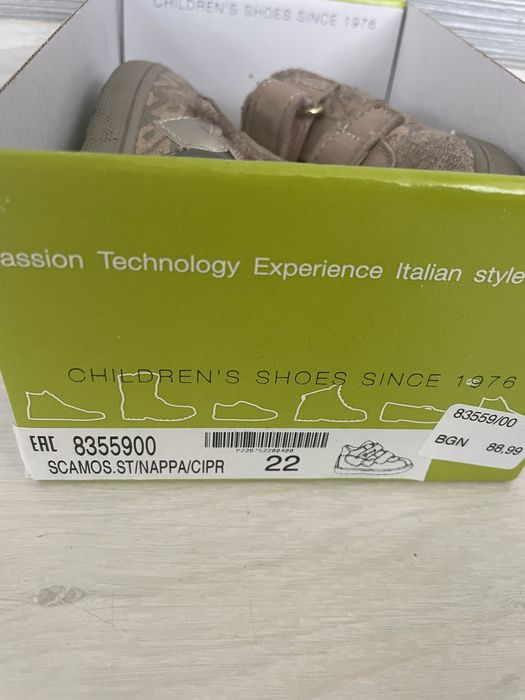 CHILDREN'S SHOES SINCE 1976
assion Technology Experience Italian style
CHILDREN'S SHOES SINCE 1976
EAC 8355900
SCAMOS.ST/NAPPA/CIPR
22
83559/00
BGN 88.99